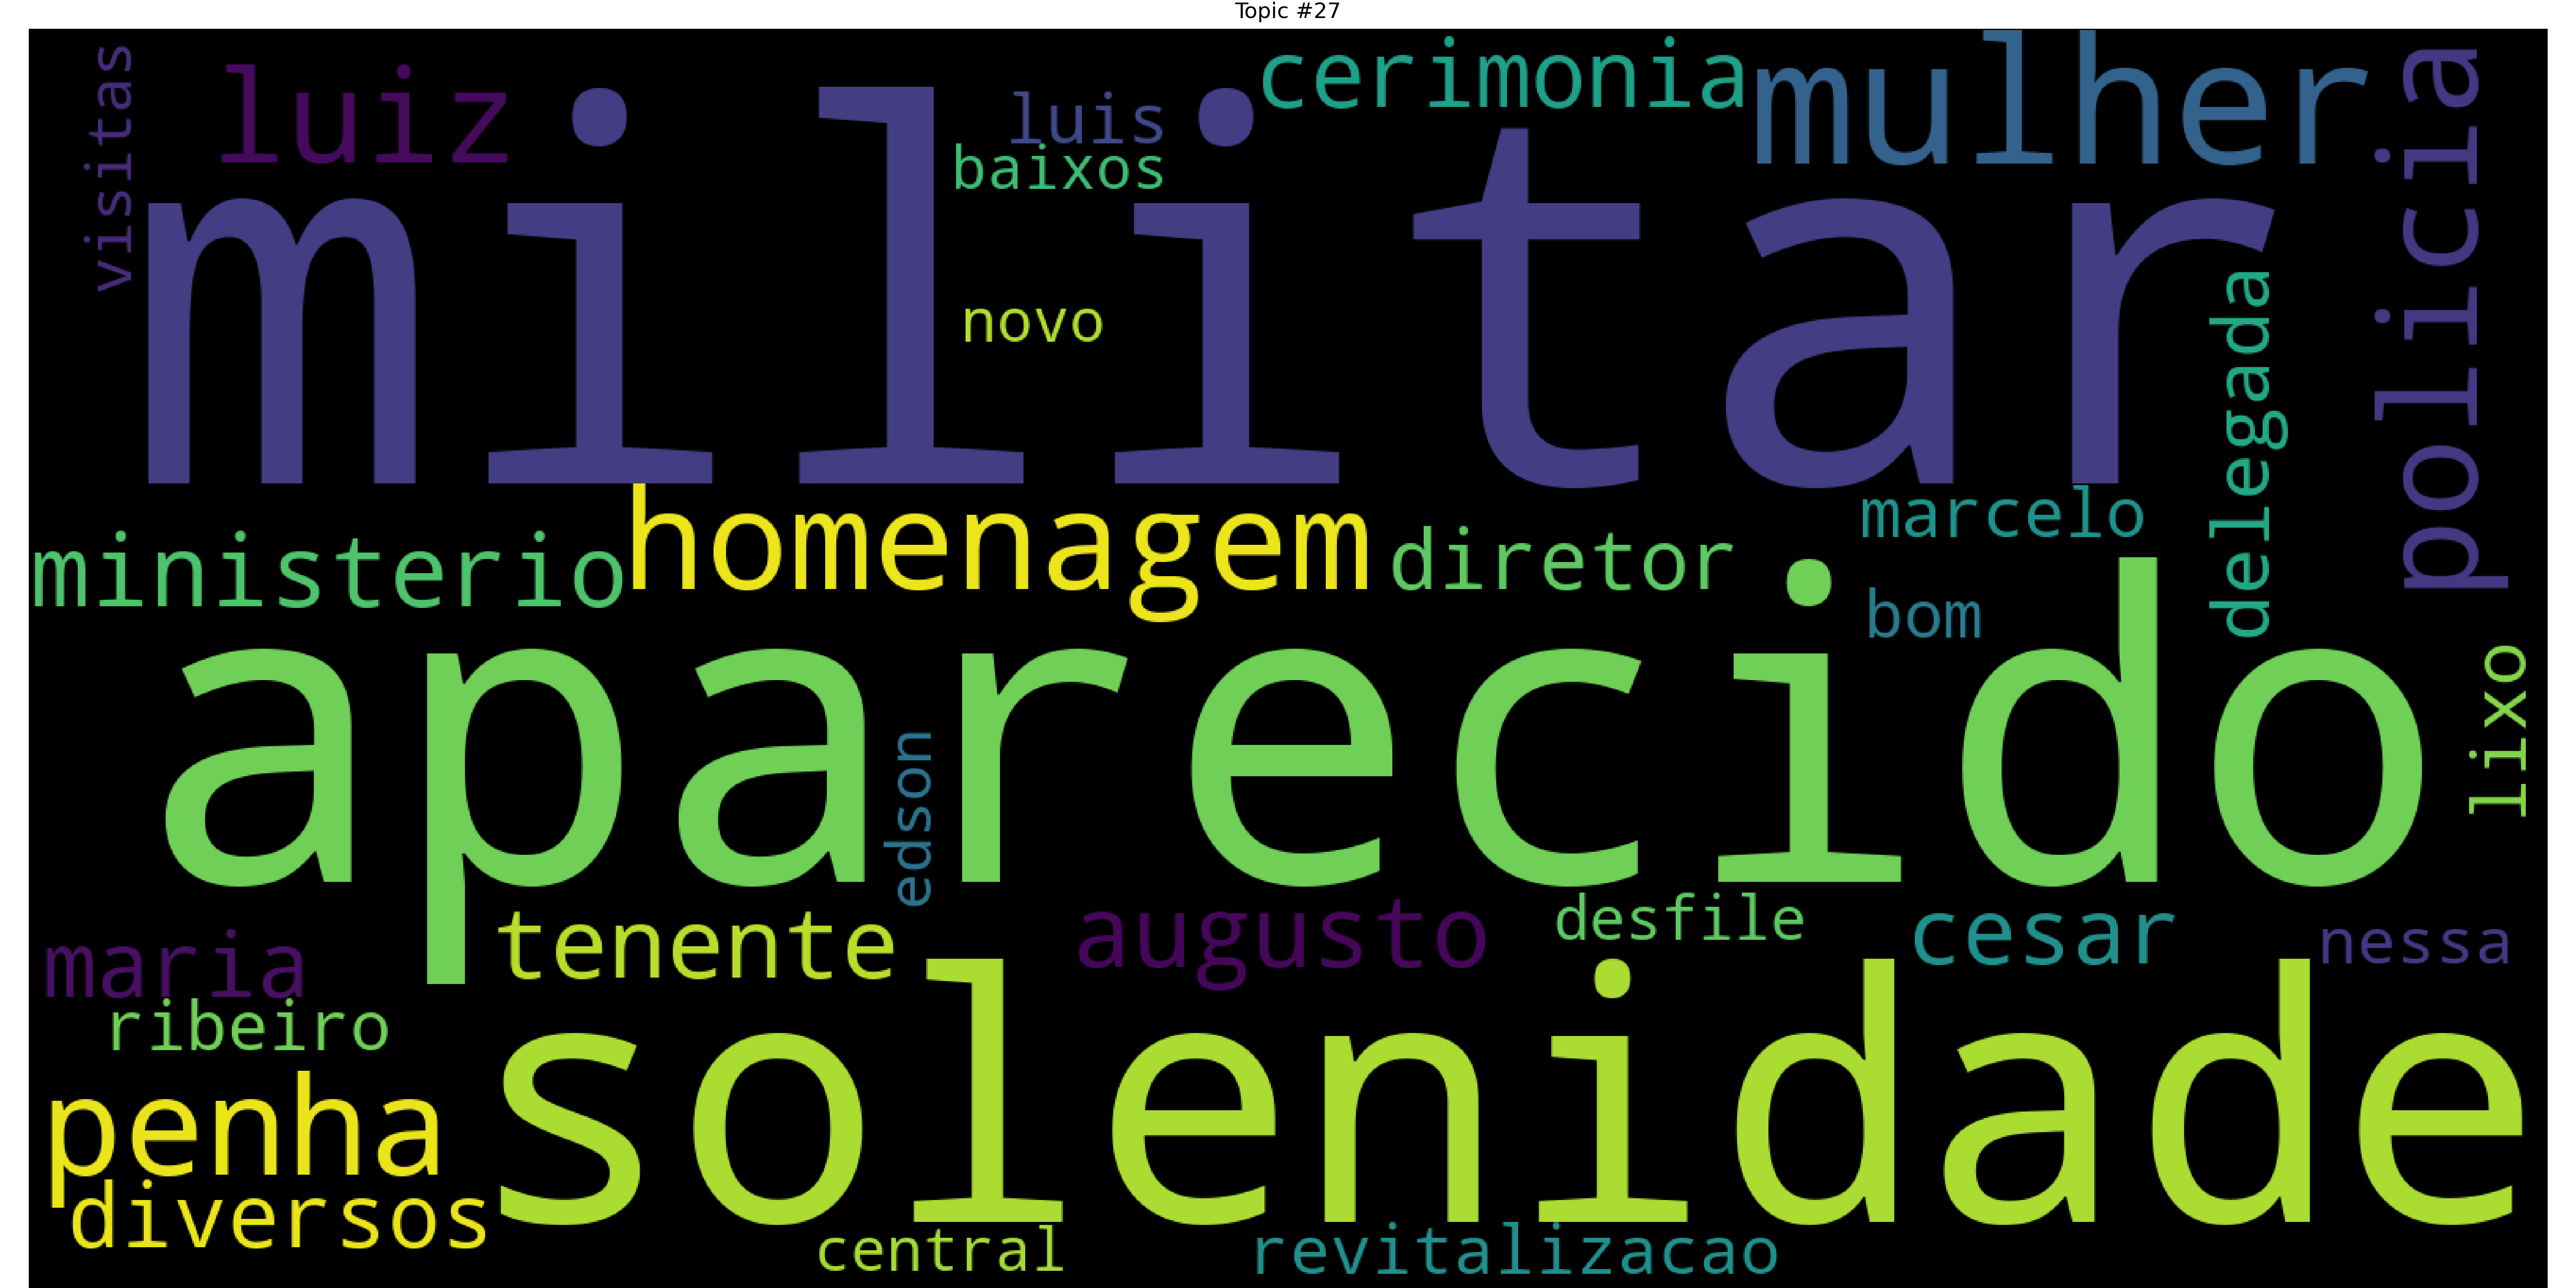 Topic #27
visitas
luiz
militar
luis
baixos
novo
cerimonia
mulher
policia
delegada
ministerio
homenagem
diretor
marcelo
bom
aparecido
edson
lixo
maria
tenente
augusto
desfile
cesar
nessa
ribeiro
solenidade
penha
diversos
central
revitalizacao